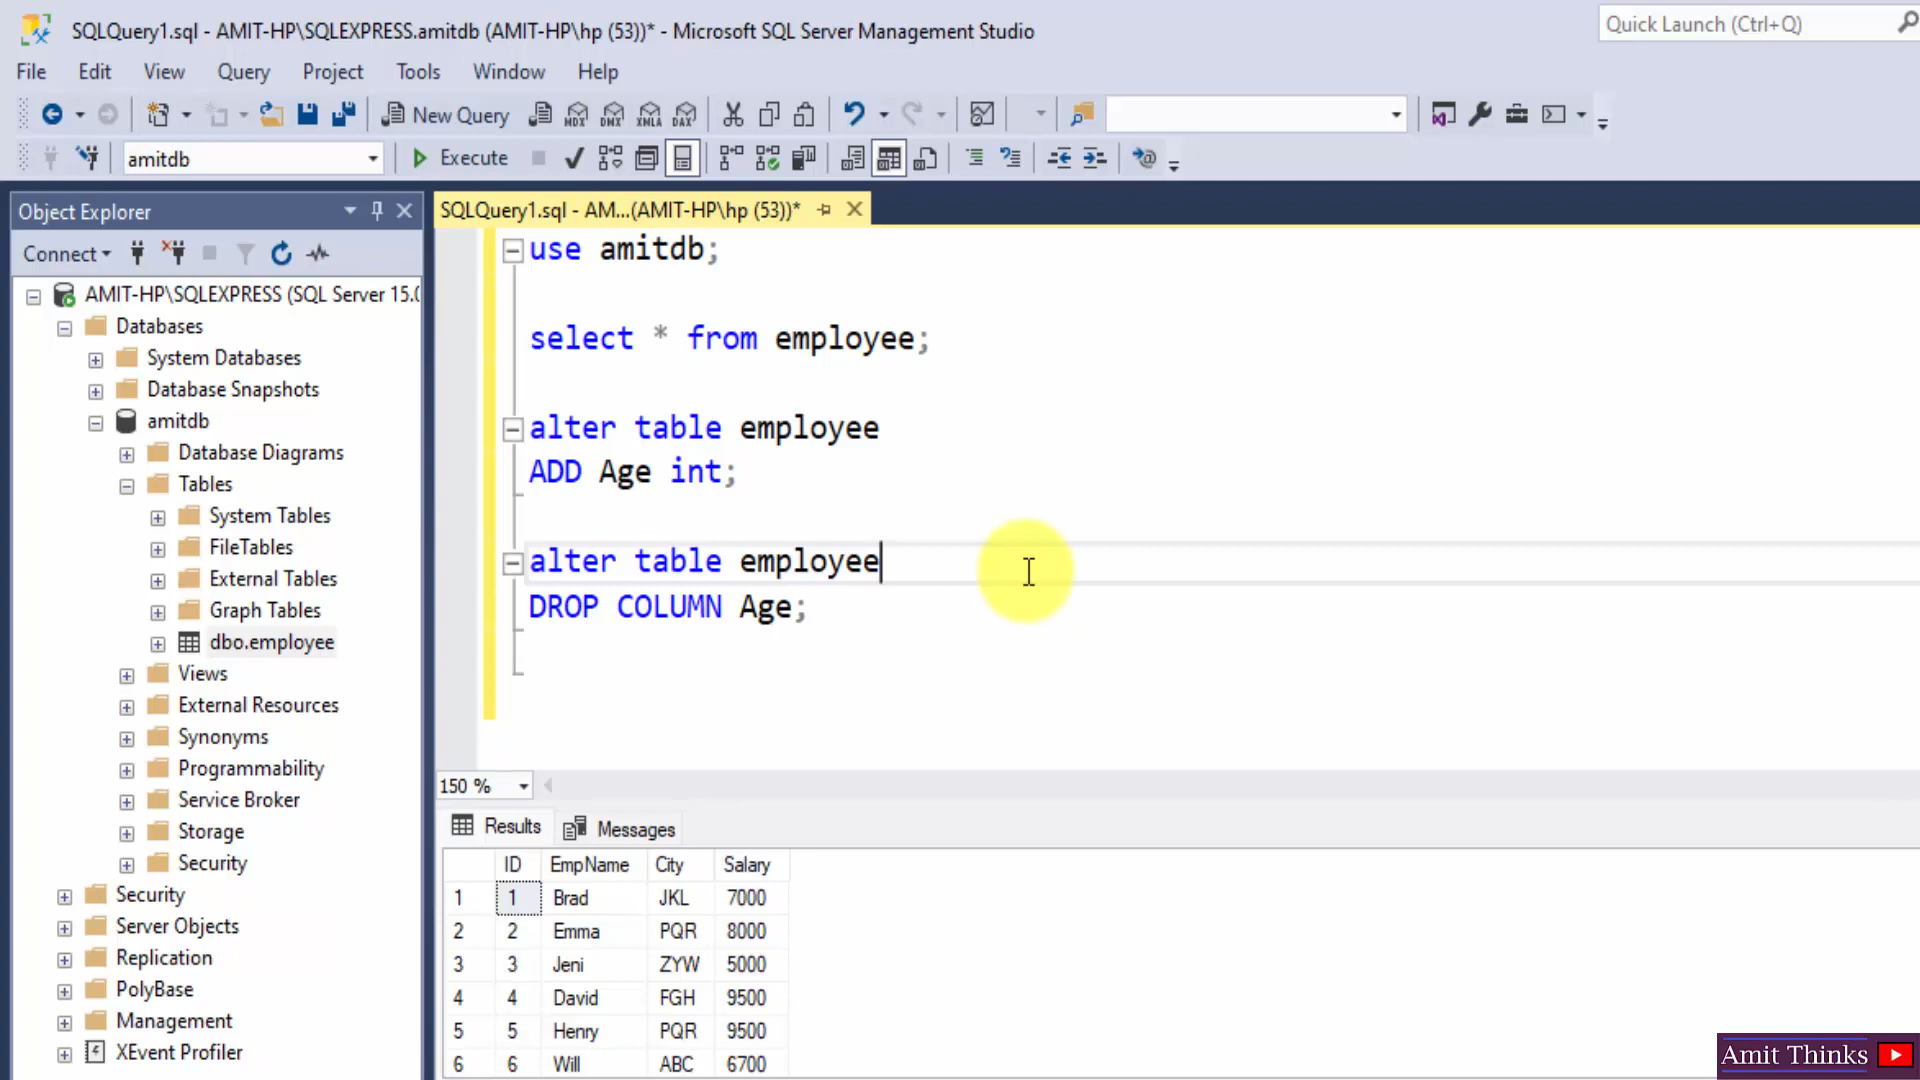 SQLQuery1.sql - AMIT-HP\SQLEXPRESS.amitdb (AMIT-HP\hp (53))* - Microsoft SQL Server Management Studio
Quick Launch (Ctrl+Q)
File Edit View Query Project Tools Window Help
New Query MDX DMX XMLA DAX
amitdb Execute
Object Explorer
SQLQuery1.sql - AM...(AMIT-HP\hp (53))*
Connect
AMIT-HP\SQLEXPRESS (SQL Server 15.0
Databases
System Databases
Database Snapshots
amitdb
Database Diagrams
Tables
System Tables
FileTables
External Tables
Graph Tables
dbo.employee
Views
External Resources
Synonyms
Programmability
Service Broker
Storage
Security
Security
Server Objects
Replication
PolyBase
Management
XEvent Profiler
use amitdb;
select * from employee;
alter table employee
ADD Age int;
alter table employee
DROP COLUMN Age;
150 %
Results Messages
ID EmpName City Salary
1 1 Brad JKL 7000
2 2 Emma PQR 8000
3 3 Jeni ZYW 5000
4 4 David FGH 9500
5 5 Henry PQR 9500
6 6 Will ABC 6700
Amit Thinks